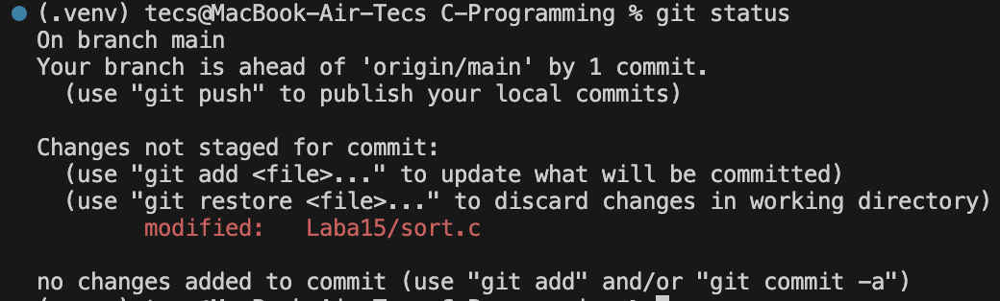 (.venv) tecs@MacBook-Air-Tecs C-Programming % git status
On branch main
Your branch is ahead of 'origin/main' by 1 commit.
  (use "git push" to publish your local commits)

Changes not staged for commit:
  (use "git add <file>..." to update what will be committed)
  (use "git restore <file>..." to discard changes in working directory)
        modified:   Laba15/sort.c

no changes added to commit (use "git add" and/or "git commit -a")